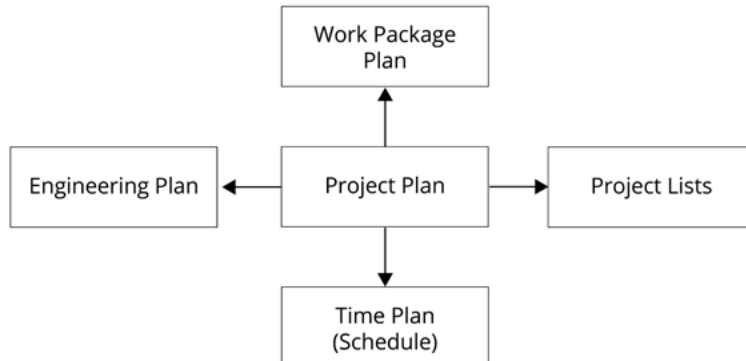 Work Package
Plan
Engineering Plan
Project Plan
Project Lists
Time Plan
(Schedule)